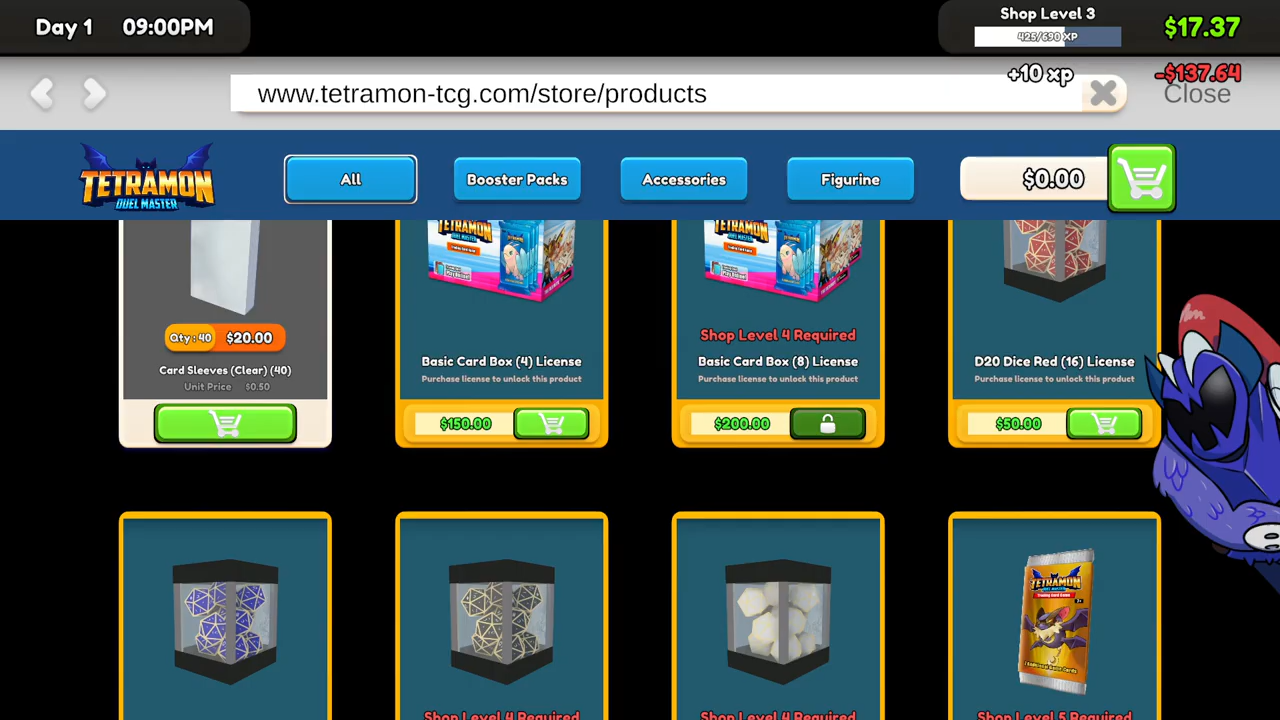 Day 1 09:00PM
Shop Level 3
425/690 XP
$17.37
+10 xp
-$137.64
www.tetramon-tcg.com/store/products
Close
TETRAMON
DUEL MASTER
All
Booster Packs
Accessories
Figurine
$0.00
Qty : 40 $20.00
Card Sleeves (Clear) (40)
Unit Price $0.50
TETRAMON
Basic Card Box (4) License
Purchase license to unlock this product
$150.00
TETRAMON
Shop Level 4 Required
Basic Card Box (8) License
Purchase license to unlock this product
$200.00
D20 Dice Red (16) License
Purchase license to unlock this product
$50.00
Shop Level 4 Required
Shop Level 4 Required
TETRAMON
Shop Level 5 Required